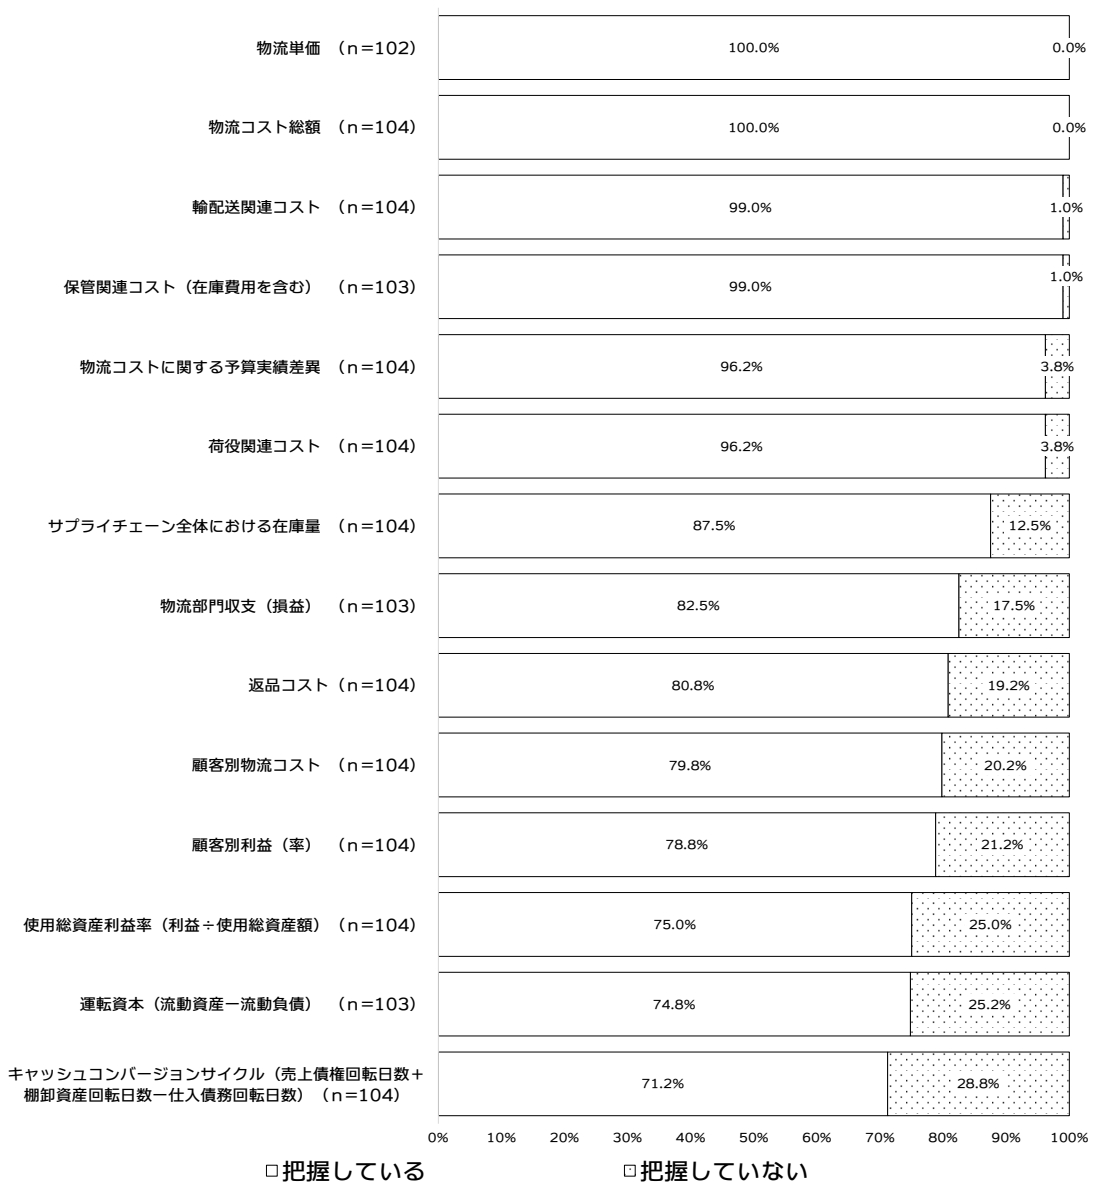 物流単価　（ｎ＝102） 100.0% 0.0%
物流コスト総額　（ｎ＝104） 100.0% 0.0%
輸配送関連コスト　（ｎ＝104） 99.0% 1.0%
保管関連コスト（在庫費用を含む）　（ｎ＝103） 99.0% 1.0%
物流コストに関する予算実績差異　（ｎ＝104） 96.2% 3.8%
荷役関連コスト　（ｎ＝104） 96.2% 3.8%
サプライチェーン全体における在庫量　（ｎ＝104） 87.5% 12.5%
物流部門収支（損益）　（ｎ＝103） 82.5% 17.5%
返品コスト（ｎ＝104） 80.8% 19.2%
顧客別物流コスト　（ｎ＝104） 79.8% 20.2%
顧客別利益（率）　（ｎ＝104） 78.8% 21.2%
使用総資産利益率（利益÷使用総資産額）　（ｎ＝104） 75.0% 25.0%
運転資本（流動資産ー流動負債）　（ｎ＝103） 74.8% 25.2%
キャッシュコンバージョンサイクル（売上債権回転日数＋
棚卸資産回転日数ー仕入債務回転日数）（ｎ＝104） 71.2% 28.8%
0% 10% 20% 30% 40% 50% 60% 70% 80% 90% 100%
把握している 把握していない